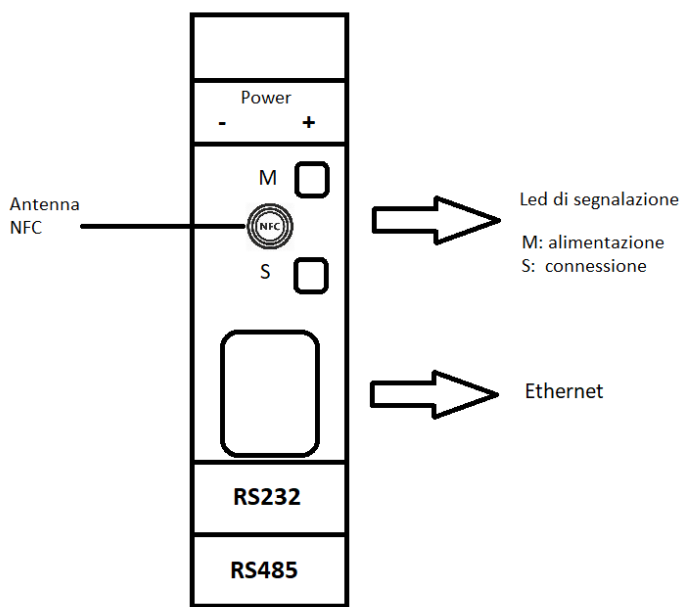 Power
- +
M
Antenna
NFC
NFC
S
Led di segnalazione
M: alimentazione
S: connessione
Ethernet
RS232
RS485